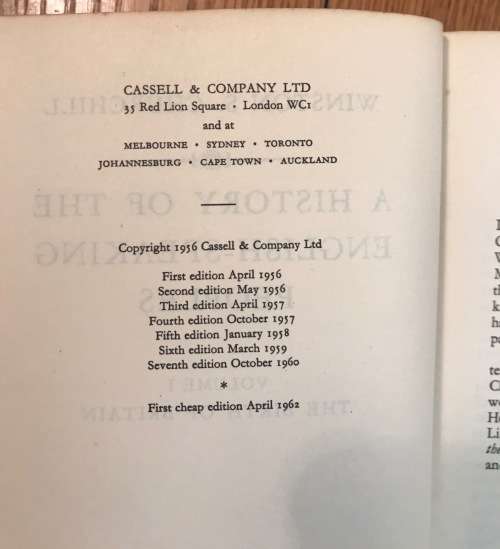 CASSELL & COMPANY LTD
35 Red Lion Square · London WC1
and at
MELBOURNE · SYDNEY · TORONTO
JOHANNESBURG · CAPE TOWN · AUCKLAND
Copyright 1956 Cassell & Company Ltd
First edition April 1956
Second edition May 1956
Third edition April 1957
Fourth edition October 1957
Fifth edition January 1958
Sixth edition March 1959
Seventh edition October 1960
*
First cheap edition April 1962